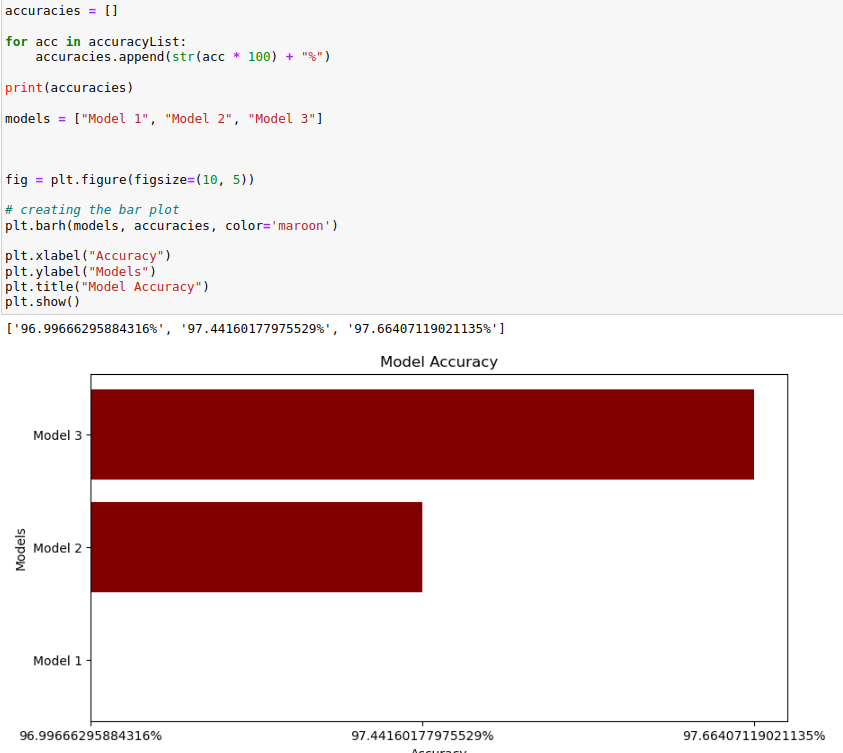 accuracies = []
for acc in accuracyList:
    accuracies.append(str(acc * 100) + "%")
print(accuracies)
models = ["Model 1", "Model 2", "Model 3"]
fig = plt.figure(figsize=(10, 5))
# creating the bar plot
plt.barh(models, accuracies, color='maroon')
plt.xlabel("Accuracy")
plt.ylabel("Models")
plt.title("Model Accuracy")
plt.show()
['96.99666295884316%', '97.44160177975529%', '97.66407119021135%']
Model Accuracy
Model 3
Models
Model 2
Model 1
96.99666295884316% 97.44160177975529% 97.66407119021135%
Accuracy